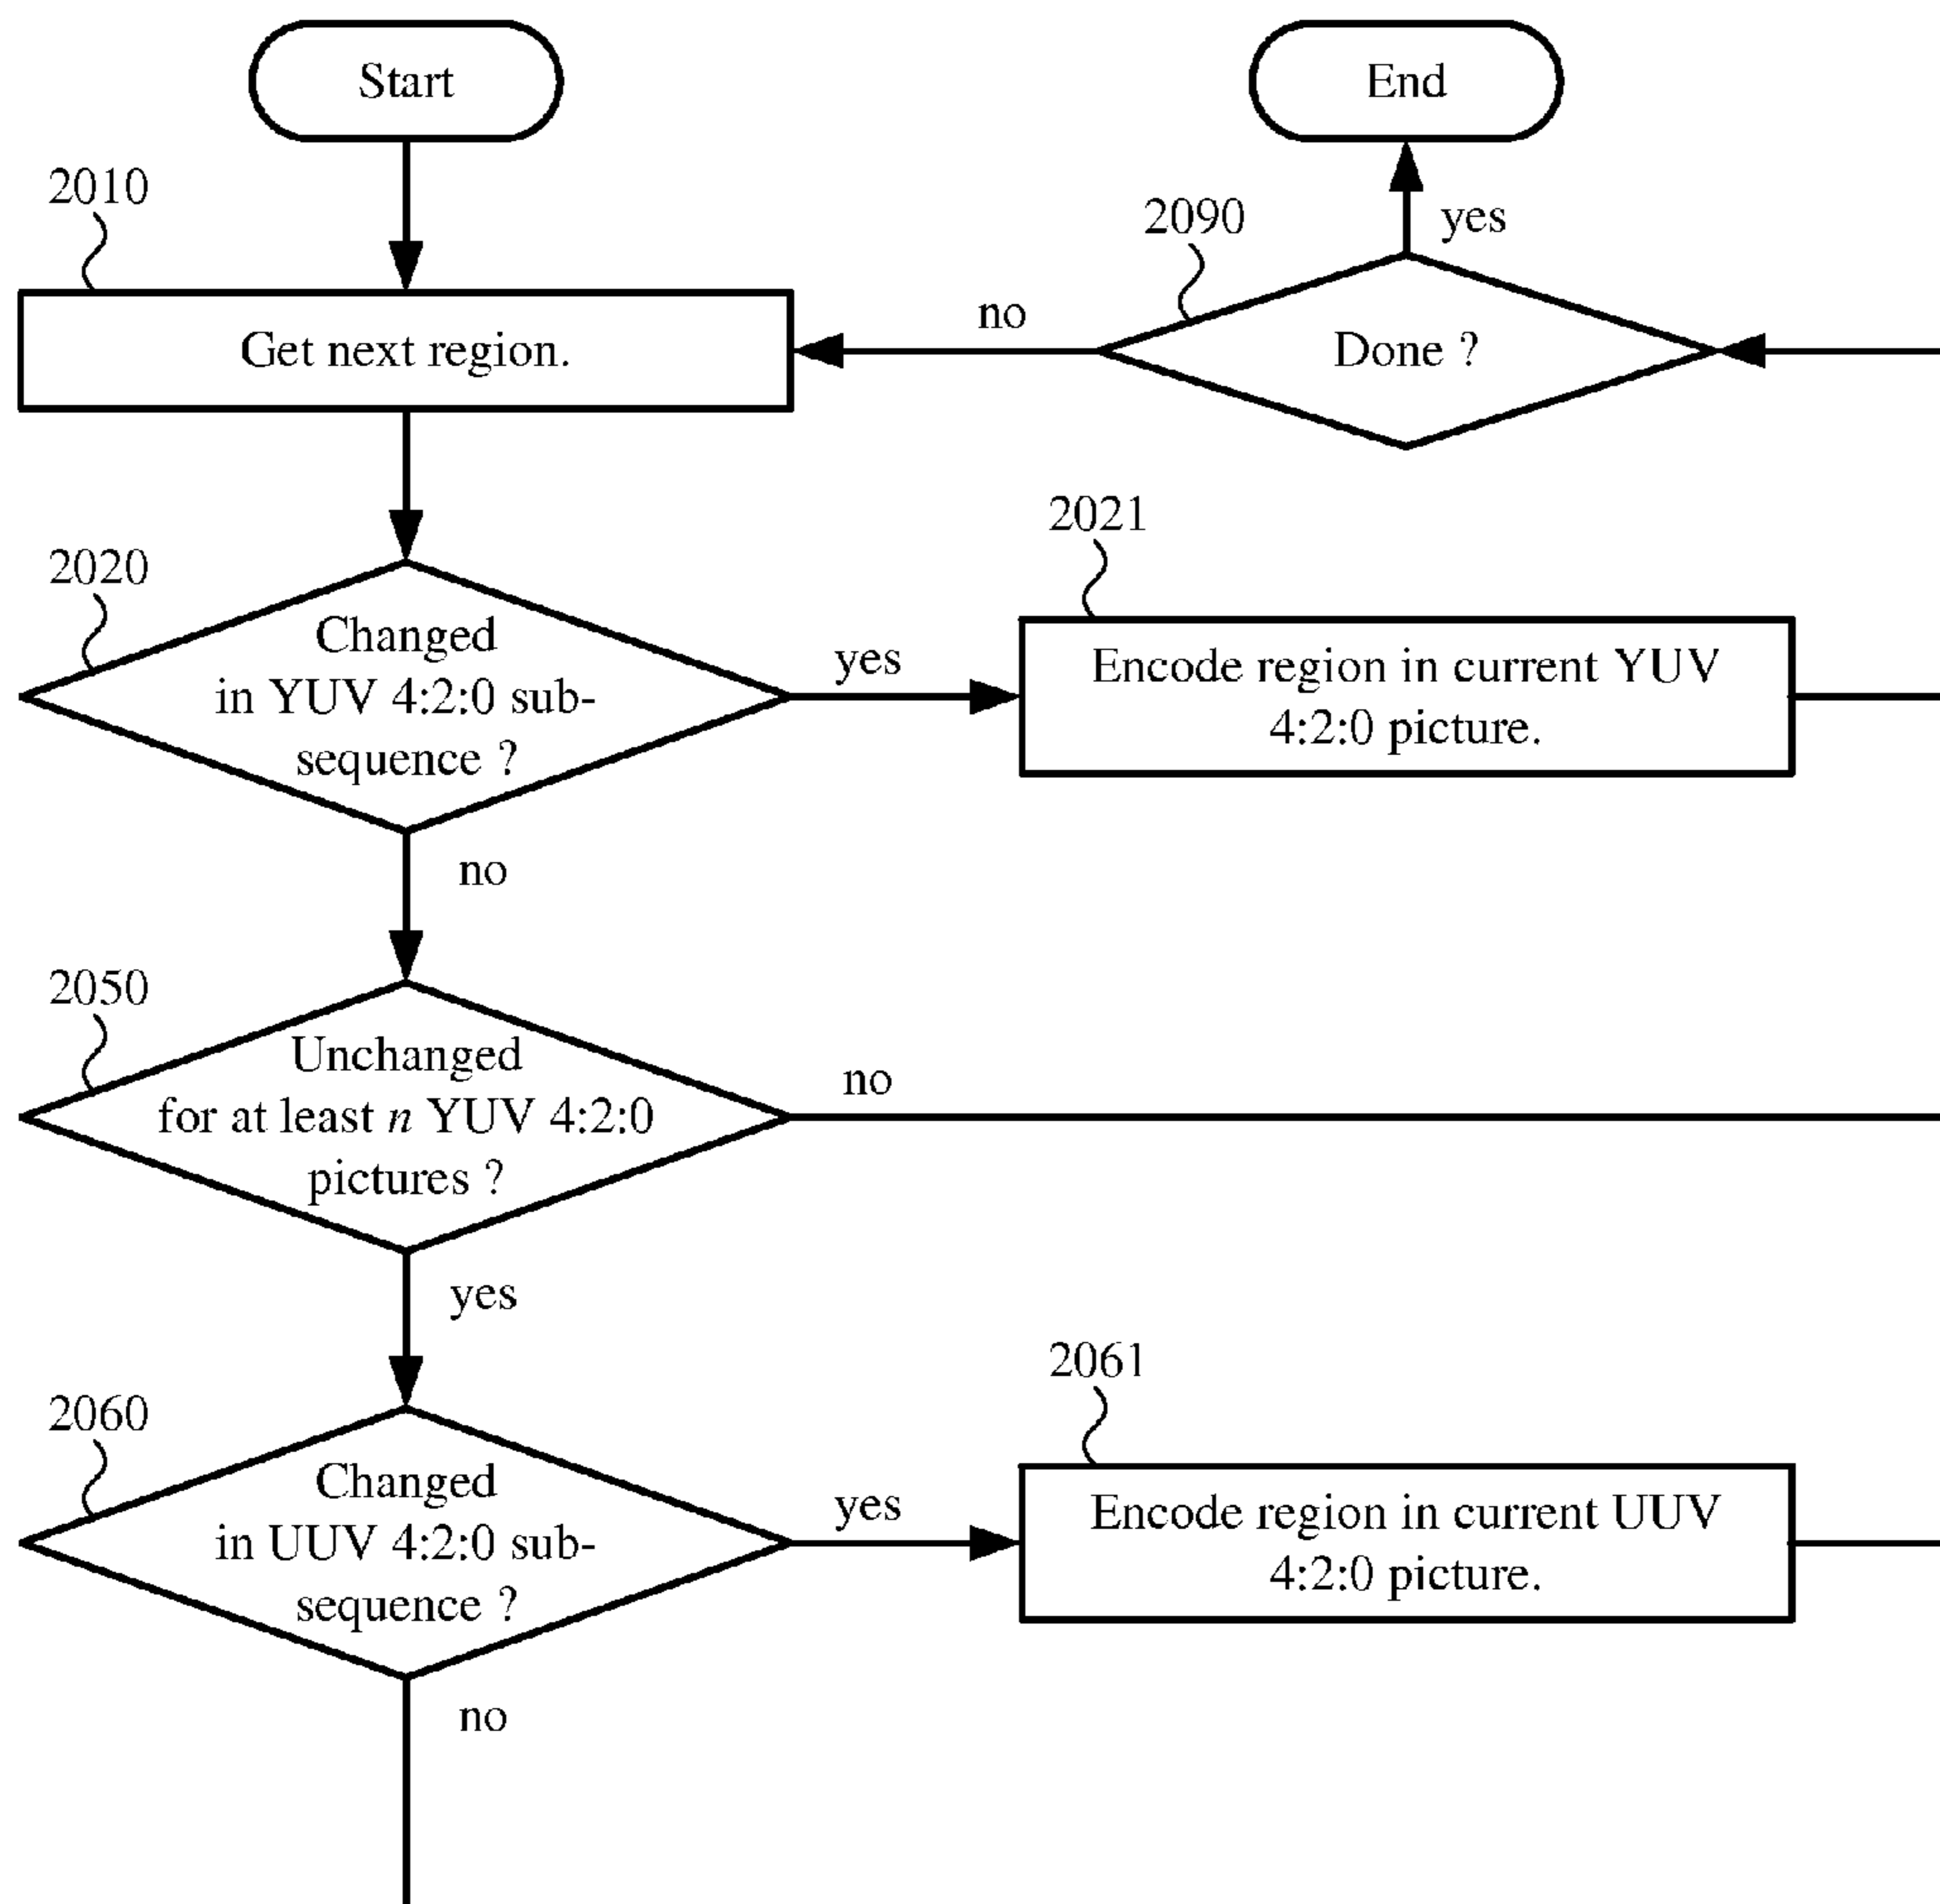 Start
End
2010
2090
yes
no
Get next region.
Done ?
2021
2020
Changed
in YUV 4:2:0 sub-
sequence ?
yes
Encode region in current YUV
4:2:0 picture.
no
2050
Unchanged
for at least n YUV 4:2:0
pictures ?
no
yes
2061
2060
Changed
in UUV 4:2:0 sub-
sequence ?
yes
Encode region in current UUV
4:2:0 picture.
no